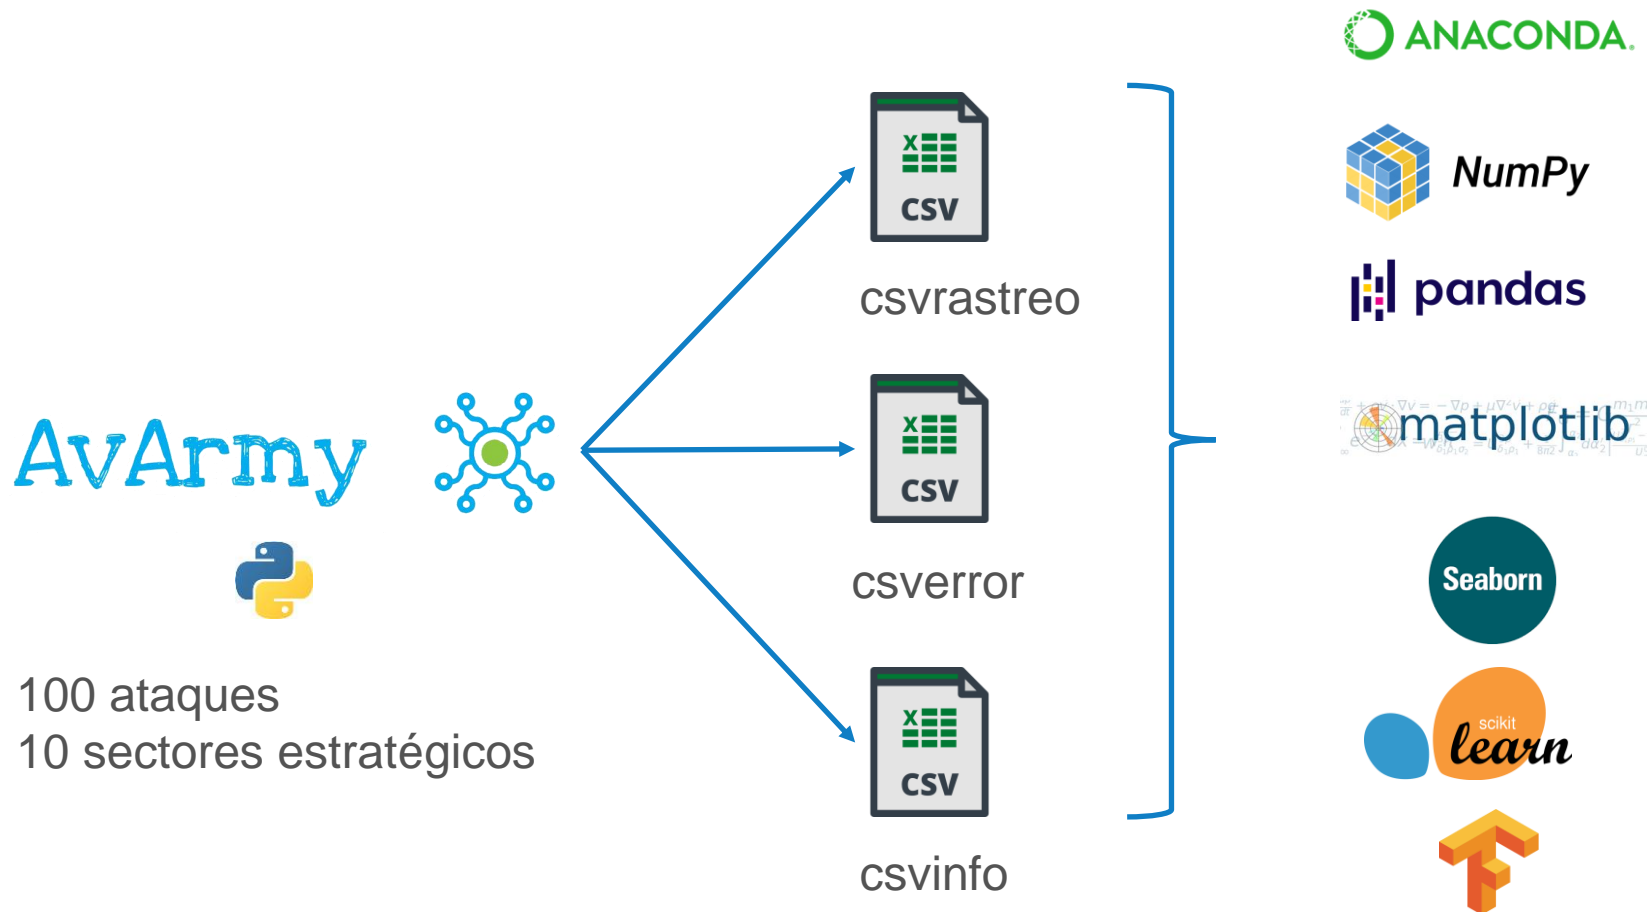 ANACONDA.
X
CSV
NumPy
csvrastreo
pandas
X
CSV
AvArmy
matplotlib
csverror
Seaborn
100 ataques
10 sectores estratégicos
X
CSV
scikit
learn
csvinfo